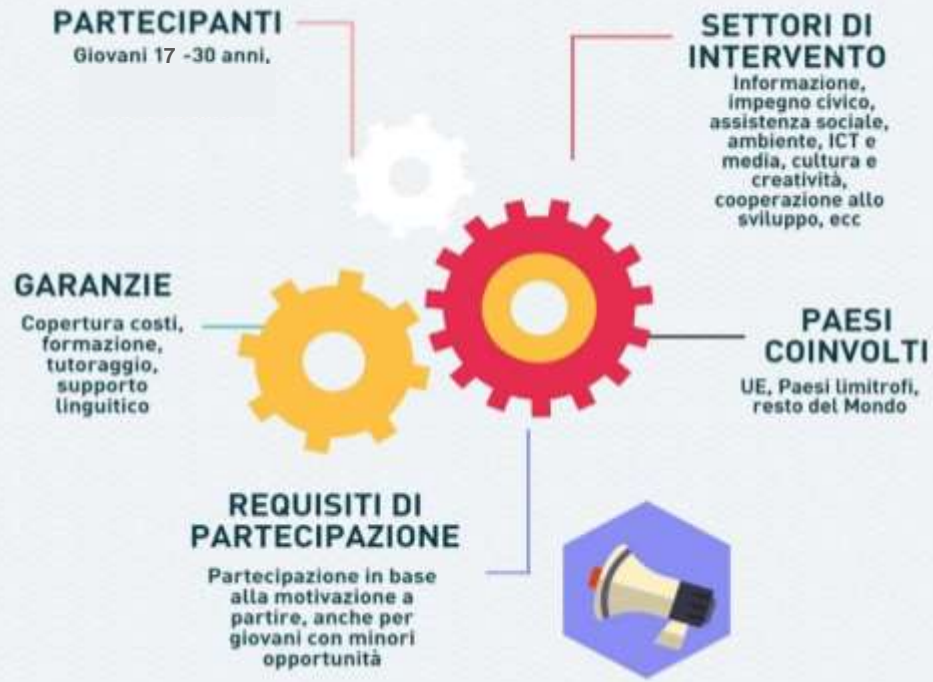 PARTECIPANTI
Giovani 17 -30 anni.
SETTORI DI
INTERVENTO
Informazione,
impegno civico,
assistenza sociale,
ambiente, ICT e
media, cultura e
creatività,
cooperazione allo
sviluppo, ecc
GARANZIE
Copertura costi,
formazione,
tutoraggio,
supporto
linguitico
PAESI
COINVOLTI
UE, Paesi limitrofi,
resto del Mondo
REQUISITI DI
PARTECIPAZIONE
Partecipazione in base
alla motivazione a
partire, anche per
giovani con minori
opportunità